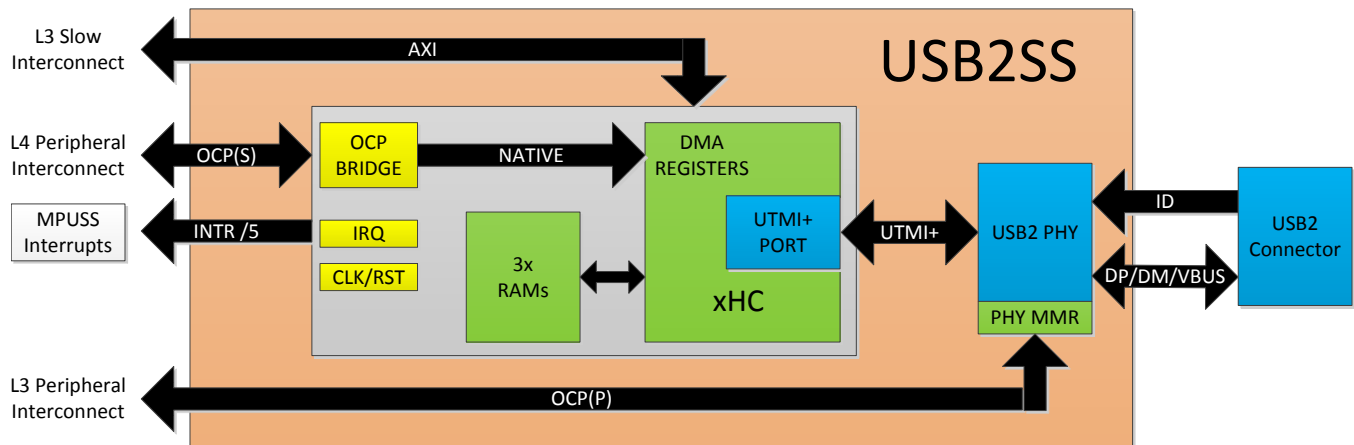 L3 Slow
Interconnect
AXI
USB2SS
L4 Peripheral
Interconnect
OCP(S)
OCP
BRIDGE
NATIVE
DMA
REGISTERS
MPUSS
Interrupts
INTR /5
IRQ
CLK/RST
3x
RAMs
UTMI+
PORT
xHC
UTMI+
USB2 PHY
PHY MMR
ID
DP/DM/VBUS
USB2
Connector
L3 Peripheral
Interconnect
OCP(P)